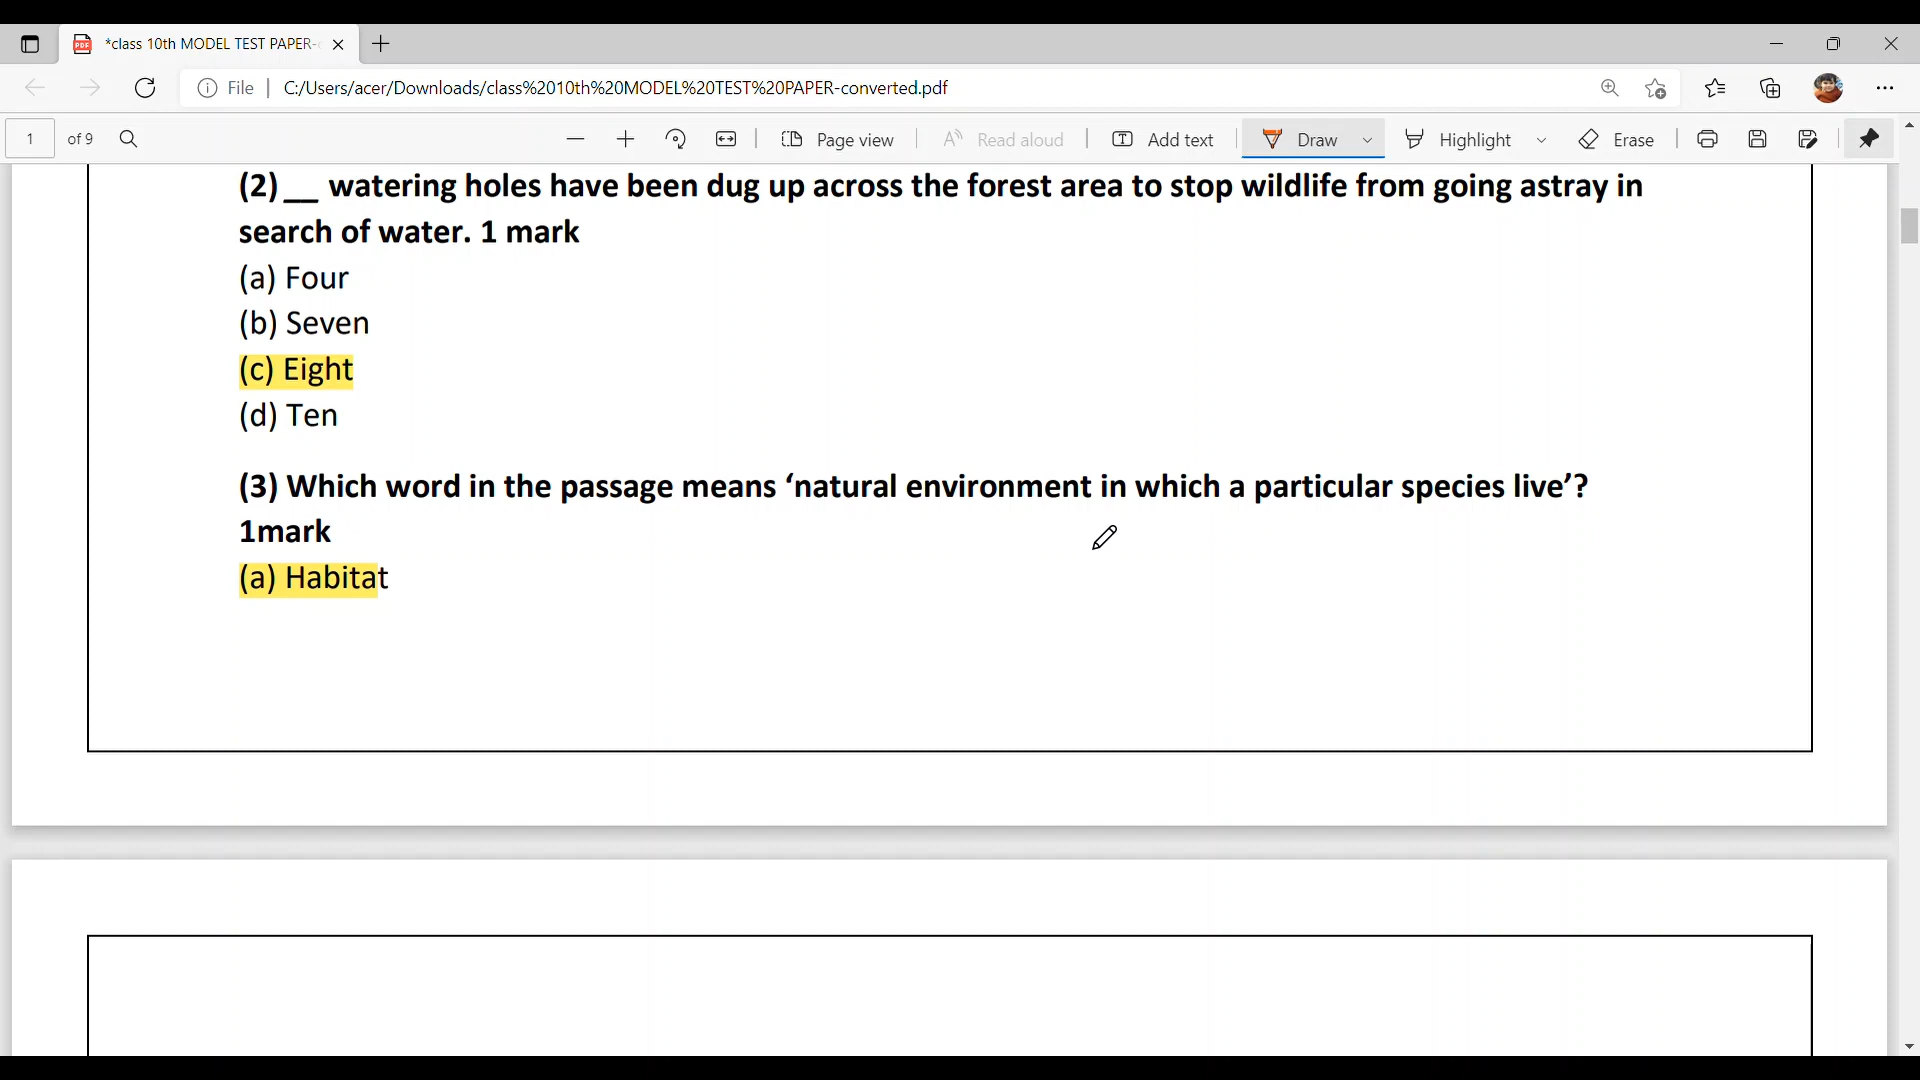 *class 10th MODEL TEST PAPER-
File | C:/Users/acer/Downloads/class%2010th%20MODEL%20TEST%20PAPER-converted.pdf
1 of 9 Page view Read aloud Add text Draw Highlight Erase
(2)__ watering holes have been dug up across the forest area to stop wildlife from going astray in
search of water. 1 mark
(a) Four
(b) Seven
(c) Eight
(d) Ten
(3) Which word in the passage means ‘natural environment in which a particular species live’?
1mark
(a) Habitat